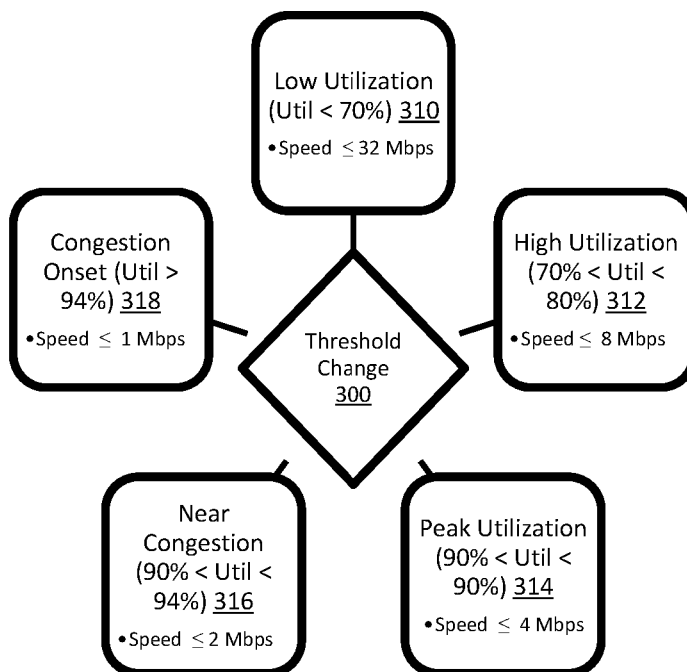 Low Utilization
(Util < 70%) 310
• Speed ≤ 32 Mbps
Congestion
Onset (Util >
94%) 318
• Speed ≤ 1 Mbps
High Utilization
(70% < Util <
80%) 312
• Speed ≤ 8 Mbps
Threshold
Change
300
Near
Congestion
(90% < Util <
94%) 316
• Speed ≤ 2 Mbps
Peak Utilization
(90% < Util <
90%) 314
• Speed ≤ 4 Mbps